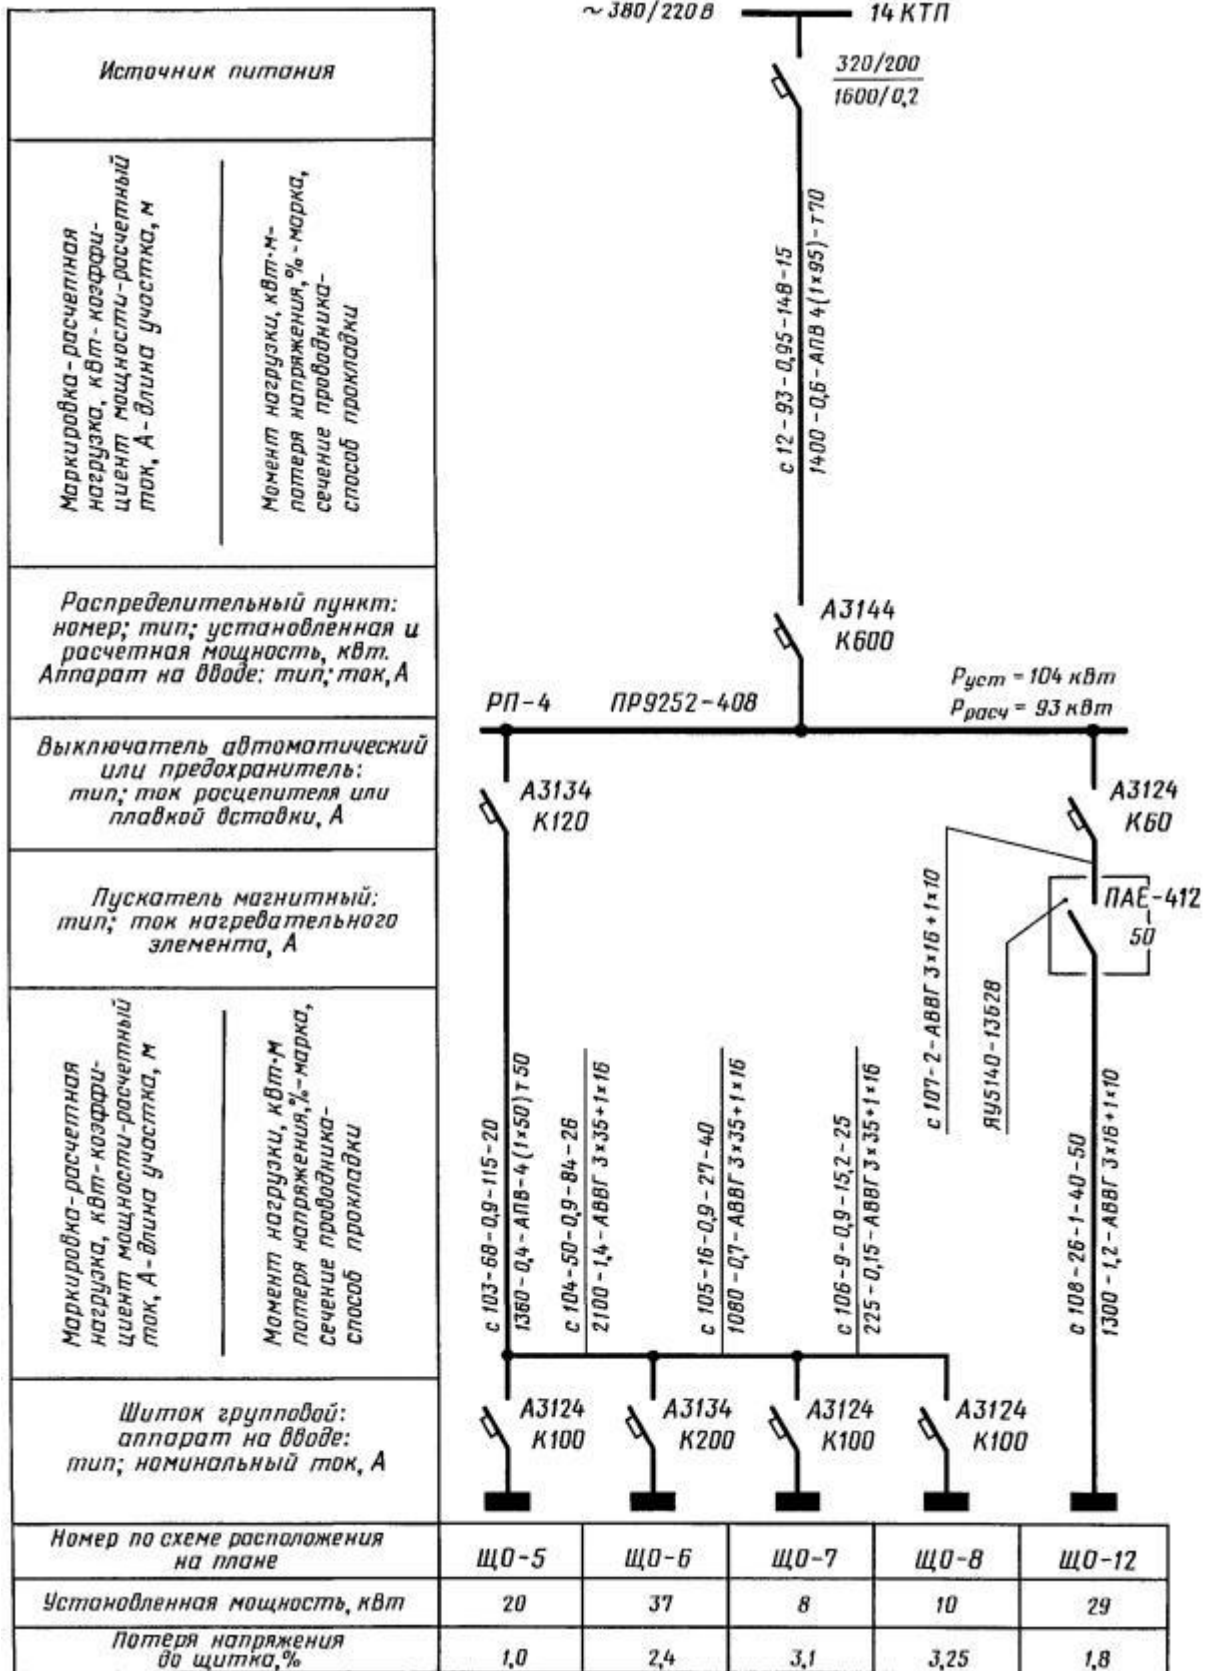 ~380/220В
14 КТП
320/200
1600/0,2
Источник питания
Маркировка-расчетная
нагрузка, кВт-коэффи-
циент мощности-расчетный
ток, А-длина участка, м
Момент нагрузки, кВт·м-
потеря напряжения,%-марка,
сечение проводника-
способ прокладки
с 12-93-0,95-148-15
1400-0,6-АПВ 4(1×95)-т70
Распределительный пункт:
номер; тип; установленная и
расчетная мощность, кВт.
Аппарат на вводе: тип; ток, А
А3144
К600
РП-4
ПР9252-408
Руст = 104 кВт
Ррасч = 93 кВт
Выключатель автоматический
или предохранитель:
тип; ток расцепителя или
плавкой вставки, А
А3134
К120
А3124
К60
Пускатель магнитный:
тип; ток нагревательного
элемента, А
ПАЕ-412
50
с 107-2-АВВГ 3×16+1×10
ЯУ5140-13628
Маркировка-расчетная
нагрузка, кВт-коэффи-
циент мощности-расчетный
ток, А-длина участка, м
Момент нагрузки, кВт·м
потеря напряжения,%-марка,
сечение проводника-
способ прокладки
с 103-68-0,9-115-20
1360-0,4-АПВ-4(1×50)т50
с 104-50-0,9-84-26
2100-1,4-АВВГ 3×35+1×16
с 105-16-0,9-27-40
1080-0,7-АВВГ 3×35+1×16
с 106-9-0,9-15,2-25
225-0,15-АВВГ 3×35+1×16
с 108-26-1-40-50
1300-1,2-АВВГ 3×16+1×10
Шиток групповой:
аппарат на вводе:
тип; номинальный ток, А
А3124
К100
А3134
К200
А3124
К100
А3124
К100
Номер по схеме расположения
на плане
ЩО-5 ЩО-6 ЩО-7 ЩО-8 ЩО-12
Установленная мощность, кВт
20 37 8 10 29
Потеря напряжения
до щитка,%
1,0 2,4 3,1 3,25 1,8